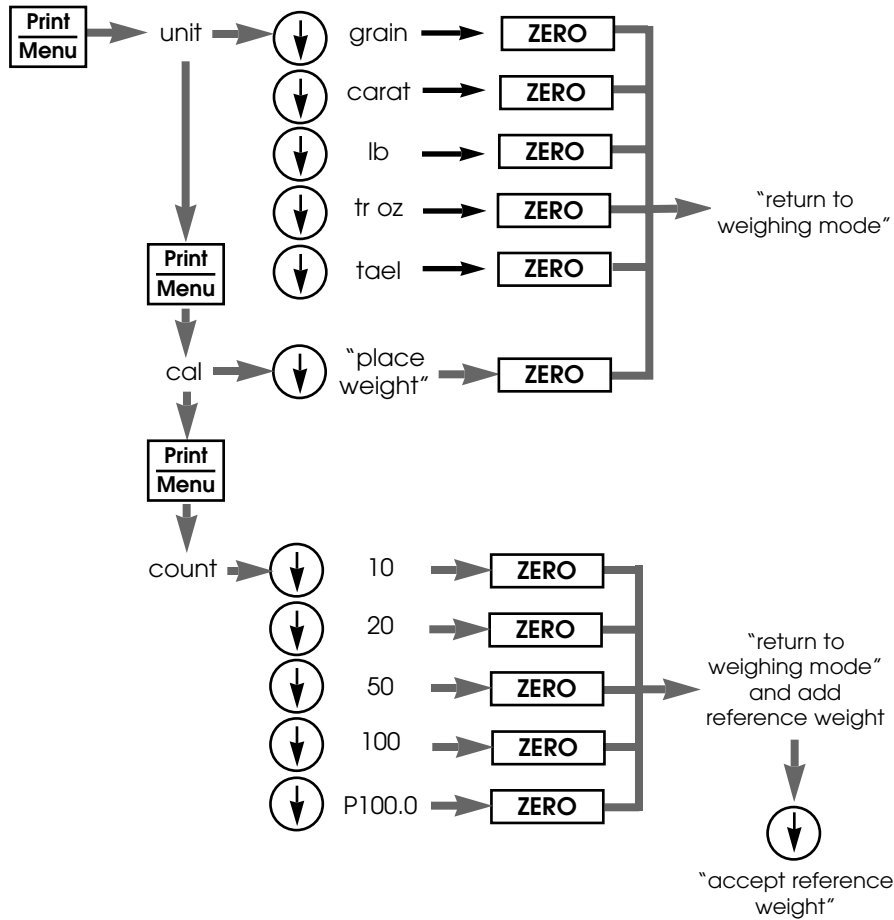 Print
Menu
unit
grain
ZERO
carat
ZERO
lb
ZERO
tr oz
ZERO
tael
ZERO
“return to
weighing mode”
Print
Menu
cal
“place
weight”
ZERO
Print
Menu
count
10
ZERO
20
ZERO
50
ZERO
100
ZERO
P100.0
ZERO
“return to
weighing mode”
and add
reference weight
“accept reference
weight”